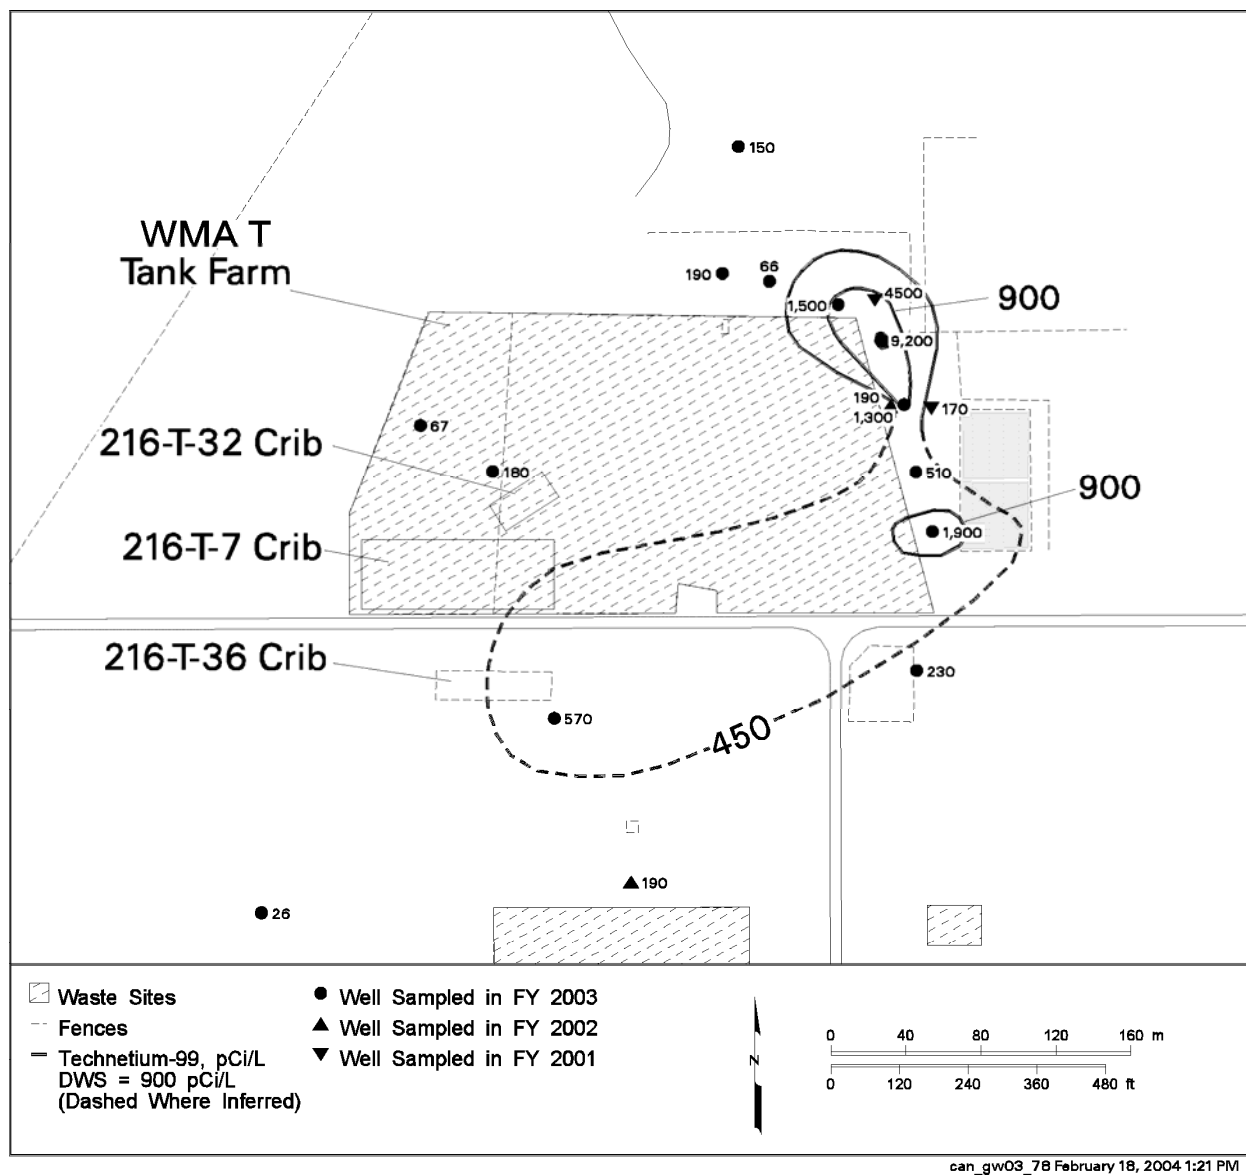 150
WMA T
Tank Farm
190
66
1,500
4500
900
9,200
190
1,300
170
67
216-T-32 Crib
180
510
900
1,900
216-T-7 Crib
216-T-36 Crib
230
570
450
190
26
Waste Sites
Fences
Technetium-99, pCi/L
DWS = 900 pCi/L
(Dashed Where Inferred)
Well Sampled in FY 2003
Well Sampled in FY 2002
Well Sampled in FY 2001
N
0 40 80 120 160 m
0 120 240 360 480 ft
can_gw03_78 February 18, 2004 1:21 PM